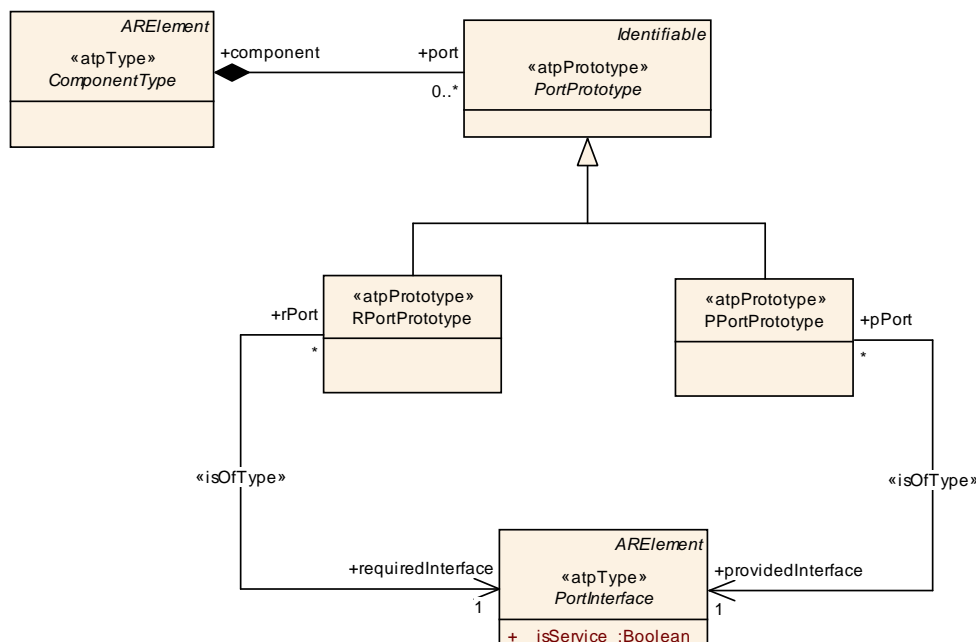 ARElement
«atpType»
ComponentType
+component
+port
0..*
Identifiable
«atpPrototype»
PortPrototype
«atpPrototype»
RPortPrototype
+rPort
*
«atpPrototype»
PPortPrototype
+pPort
*
«isOfType»
«isOfType»
ARElement
«atpType»
PortInterface
+requiredInterface
1
+providedInterface
1
+ isService :Boolean